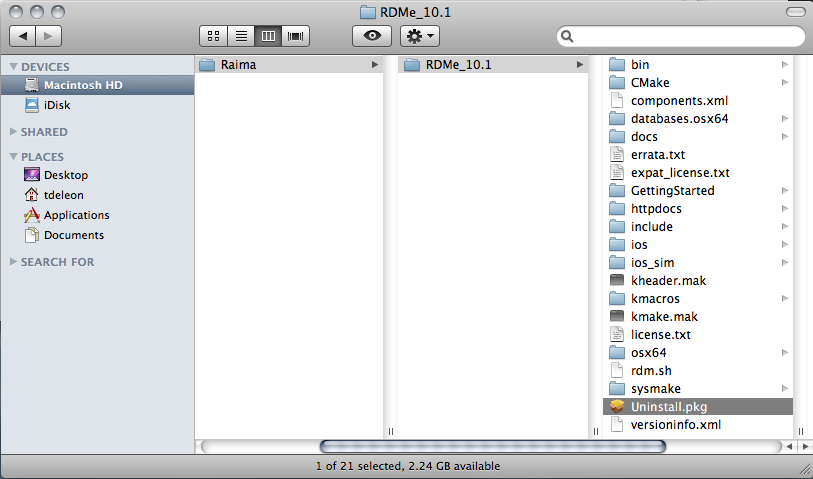 RDMe_10.1
DEVICES
Macintosh HD
iDisk
SHARED
PLACES
Desktop
tdeleon
Applications
Documents
SEARCH FOR
Raima
RDMe_10.1
bin
CMake
components.xml
databases.osx64
docs
errata.txt
expat_license.txt
GettingStarted
httpdocs
include
ios
ios_sim
kheader.mak
kmacros
kmake.mak
license.txt
osx64
rdm.sh
sysmake
Uninstall.pkg
versioninfo.xml
1 of 21 selected, 2.24 GB available